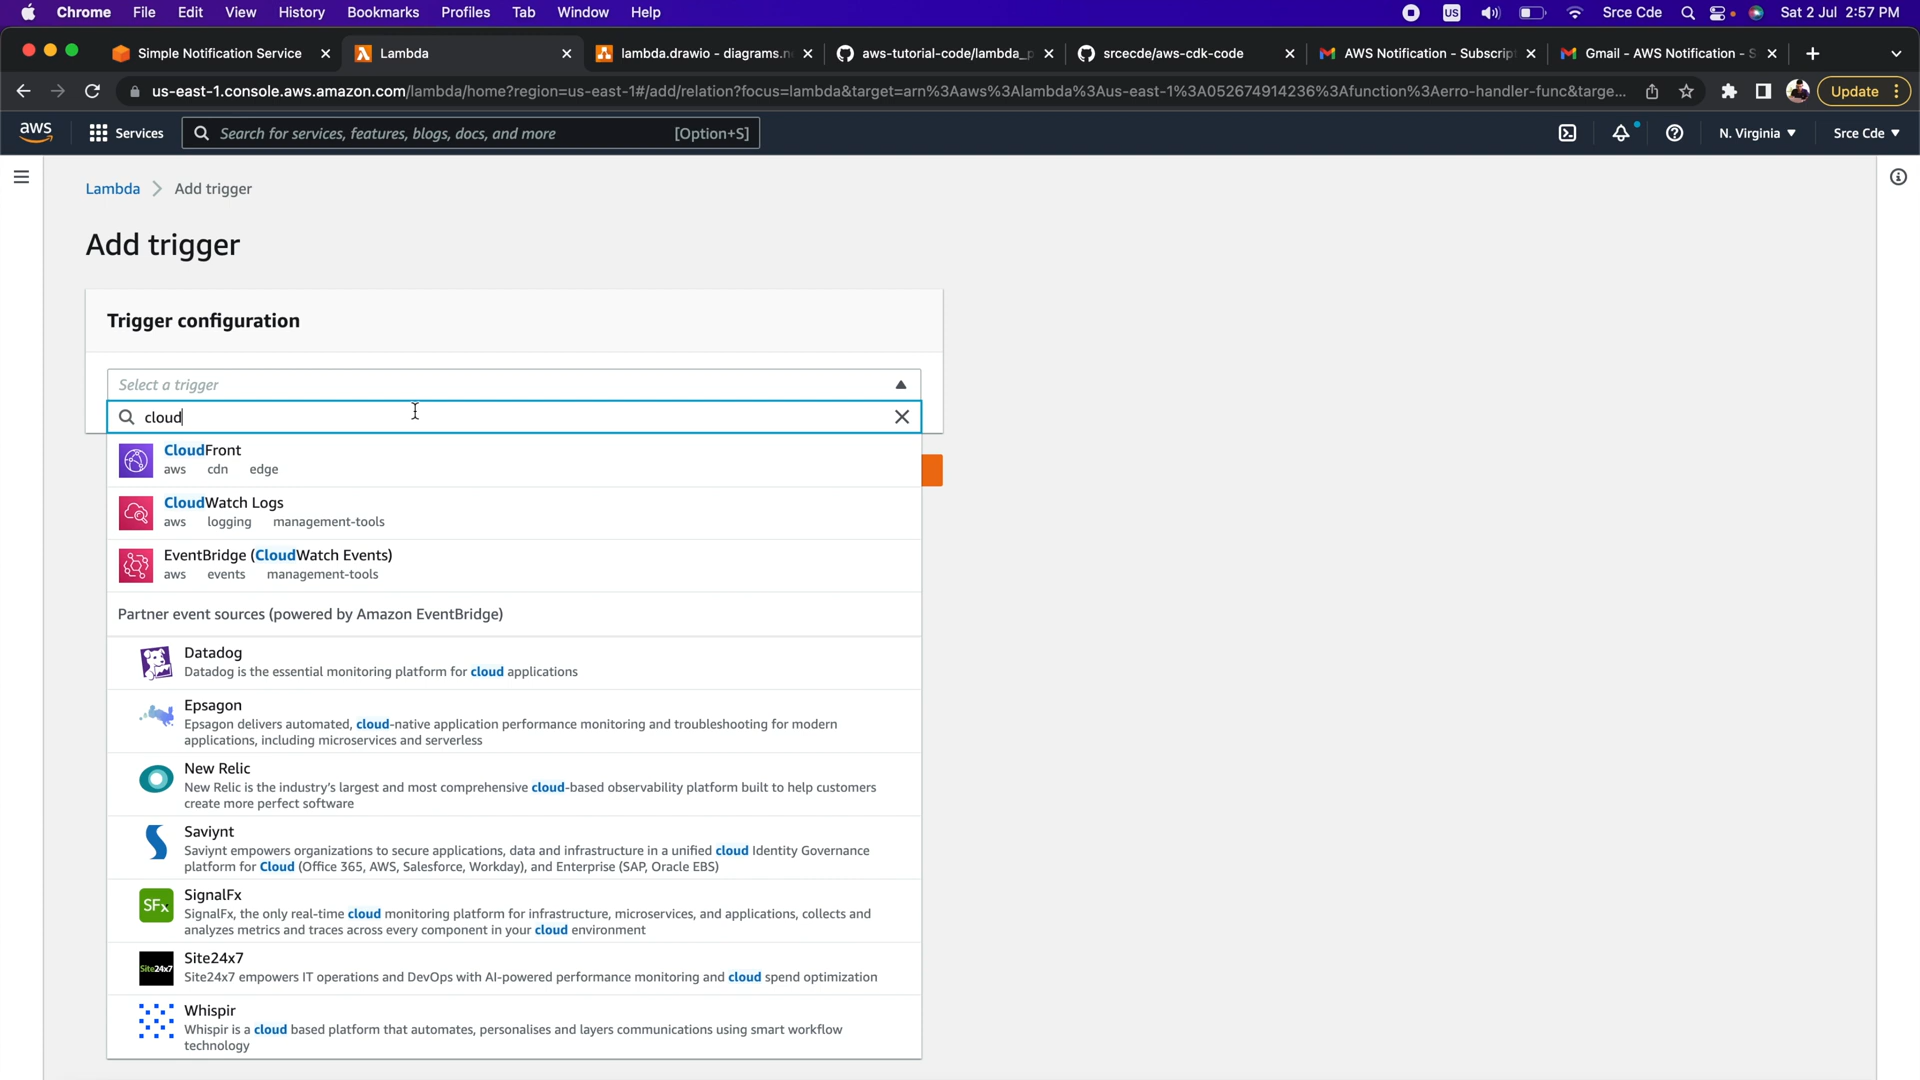 Chrome File Edit View History Bookmarks Profiles Tab Window Help US Srce Cde Sat 2 Jul 2:57 PM
Simple Notification Service Lambda lambda.drawio - diagrams.n aws-tutorial-code/lambda_p srcecde/aws-cdk-code AWS Notification - Subscript Gmail - AWS Notification - S
us-east-1.console.aws.amazon.com/lambda/home?region=us-east-1#/add/relation?focus=lambda&target=arn%3Aaws%3Alambda%3Aus-east-1%3A052674914236%3Afunction%3Aerro-handler-func&targe... Update
aws Services Search for services, features, blogs, docs, and more [Option+S] N. Virginia Srce Cde
Lambda Add trigger
Add trigger
Trigger configuration
Select a trigger
cloud
CloudFront
aws cdn edge
CloudWatch Logs
aws logging management-tools
EventBridge (CloudWatch Events)
aws events management-tools
Partner event sources (powered by Amazon EventBridge)
Datadog
Datadog is the essential monitoring platform for cloud applications
Epsagon
Epsagon delivers automated, cloud-native application performance monitoring and troubleshooting for modern
applications, including microservices and serverless
New Relic
New Relic is the industry's largest and most comprehensive cloud-based observability platform built to help customers
create more perfect software
Saviynt
Saviynt empowers organizations to secure applications, data and infrastructure in a unified cloud Identity Governance
platform for Cloud (Office 365, AWS, Salesforce, Workday), and Enterprise (SAP, Oracle EBS)
SFx
SignalFx
SignalFx, the only real-time cloud monitoring platform for infrastructure, microservices, and applications, collects and
analyzes metrics and traces across every component in your cloud environment
Site24x7
Site24x7
Site24x7 empowers IT operations and DevOps with AI-powered performance monitoring and cloud spend optimization
Whispir
Whispir is a cloud based platform that automates, personalises and layers communications using smart workflow
technology